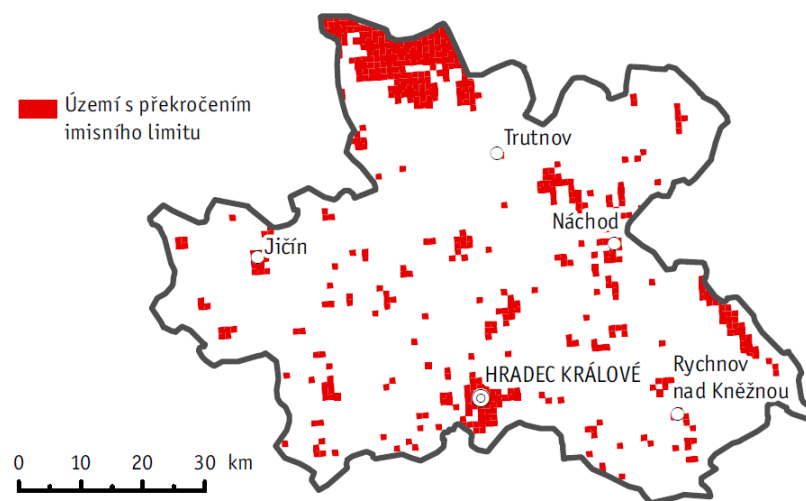 Území s překročením
imisního limitu
Trutnov
Náchod
Jičín
HRADEC KRÁLOVÉ
Rychnov
nad Kněžnou
0 10 20 30 km